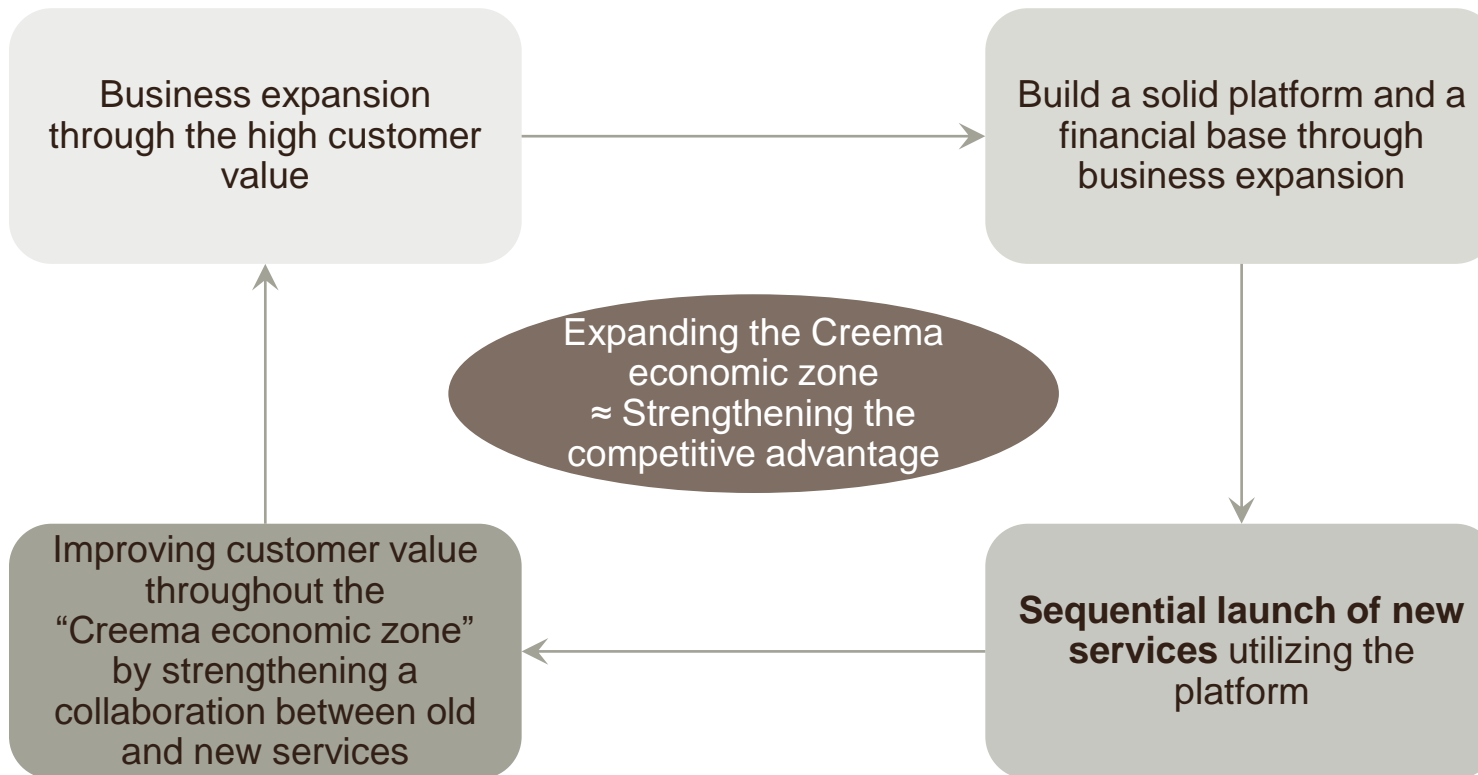 Business expansion
through the high customer
value
Build a solid platform and a
financial base through
business expansion
Expanding the Creema
economic zone
≈ Strengthening the
competitive advantage
Improving customer value
throughout the
“Creema economic zone”
by strengthening a
collaboration between old
and new services
Sequential launch of new
services utilizing the
platform